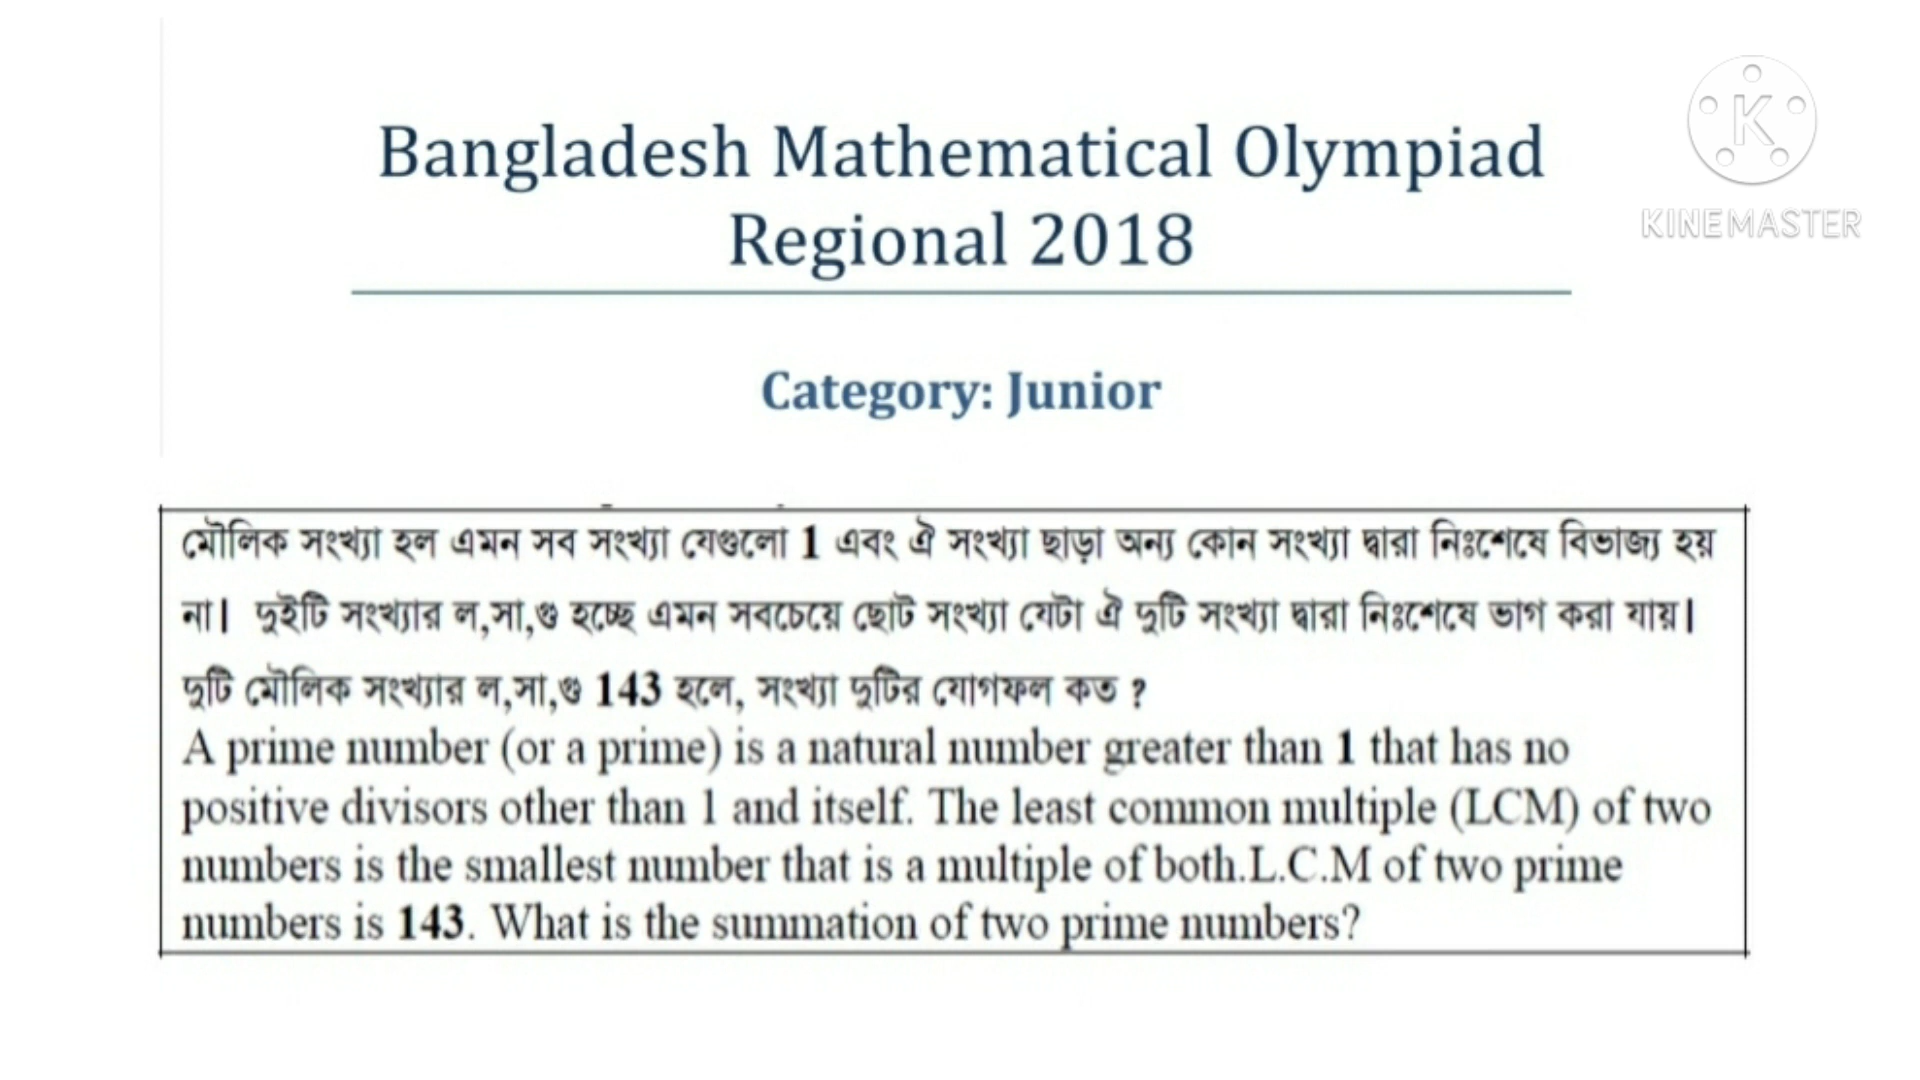 Bangladesh Mathematical Olympiad
Regional 2018
KINEMASTER
Category: Junior
মৌলিক সংখ্যা হল এমন সব সংখ্যা যেগুলো 1 এবং ঐ সংখ্যা ছাড়া অন্য কোন সংখ্যা দ্বারা নিঃশেষে বিভাজ্য হয়
না। দুইটি সংখ্যার ল,সা,গু হচ্ছে এমন সবচেয়ে ছোট সংখ্যা যেটা ঐ দুটি সংখ্যা দ্বারা নিঃশেষে ভাগ করা যায়।
দুটি মৌলিক সংখ্যার ল,সা,গু 143 হলে, সংখ্যা দুটির যোগফল কত ?
A prime number (or a prime) is a natural number greater than 1 that has no
positive divisors other than 1 and itself. The least common multiple (LCM) of two
numbers is the smallest number that is a multiple of both.L.C.M of two prime
numbers is 143. What is the summation of two prime numbers?